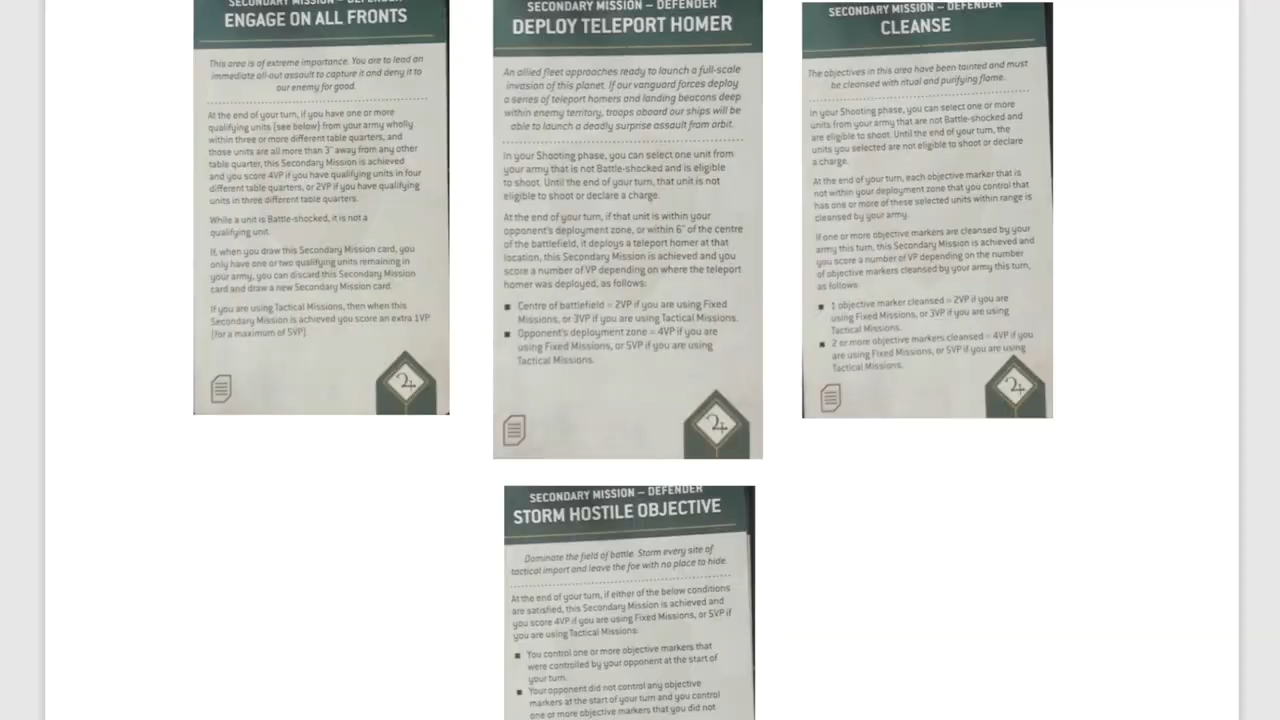 SECONDARY MISSION – DEFENDER
ENGAGE ON ALL FRONTS
This area is of extreme importance. You are to lead an
immediate all-out assault to capture it and deny it to
our enemy for good.
At the end of your turn, if you have one or more
qualifying units (see below) from your army wholly
within three or more different table quarters, and
those units are all more than 3" away from any other
table quarter, this Secondary Mission is achieved
and you score 4VP if you have qualifying units in four
different table quarters, or 2VP if you have qualifying
units in three different table quarters.
While a unit is Battle-shocked, it is not a
qualifying unit.
If, when you draw this Secondary Mission card, you
only have one or two qualifying units remaining in
your army, you can discard this Secondary Mission
card and draw a new Secondary Mission card.
If you are using Tactical Missions, then when this
Secondary Mission is achieved you score an extra 1VP
(for a maximum of 5VP)
SECONDARY MISSION – DEFENDER
DEPLOY TELEPORT HOMER
An allied fleet approaches ready to launch a full-scale
invasion of this planet. If our vanguard forces deploy
a series of teleport homers and landing beacons deep
within enemy territory, troops aboard our ships will be
able to launch a deadly surprise assault from orbit.
In your Shooting phase, you can select one unit from
your army that is not Battle-shocked and is eligible
to shoot. Until the end of your turn, that unit is not
eligible to shoot or declare a charge.
At the end of your turn, if that unit is within your
opponent's deployment zone, or within 6" of the centre
of the battlefield, it deploys a teleport homer at that
location, this Secondary Mission is achieved and you
score a number of VP depending on where the teleport
homer was deployed, as follows:
■ Centre of battlefield = 2VP if you are using Fixed
Missions, or 3VP if you are using Tactical Missions.
■ Opponent's deployment zone = 4VP if you are
using Fixed Missions, or 5VP if you are using
Tactical Missions.
SECONDARY MISSION – DEFENDER
CLEANSE
The objectives in this area have been tainted and must
be cleansed with ritual and purifying flame.
In your Shooting phase, you can select one or more
units from your army that are not Battle-shocked and
are eligible to shoot. Until the end of your turn, the
units you selected are not eligible to shoot or declare
a charge.
At the end of your turn, each objective marker that is
not within your deployment zone that you control that
has one or more of these selected units within range is
cleansed by your army.
If one or more objective markers are cleansed by your
army this turn, this Secondary Mission is achieved and
you score a number of VP depending on the number
of objective markers cleansed by your army this turn,
as follows
■ 1 objective marker cleansed = 2VP if you are
using Fixed Missions, or 3VP if you are using
Tactical Missions.
■ 2 or more objective markers cleansed = 4VP if you
are using Fixed Missions, or 5VP if you are using
Tactical Missions.
SECONDARY MISSION – DEFENDER
STORM HOSTILE OBJECTIVE
Dominate the field of battle. Storm every site of
tactical import and leave the foe with no place to hide.
At the end of your turn, if either of the below conditions
are satisfied, this Secondary Mission is achieved and
you score 4VP if you are using Fixed Missions, or 5VP if
you are using Tactical Missions:
■ You control one or more objective markers that
were controlled by your opponent at the start of
your turn.
■ Your opponent did not control any objective
markers at the start of your turn and you control
one or more objective markers that you did not